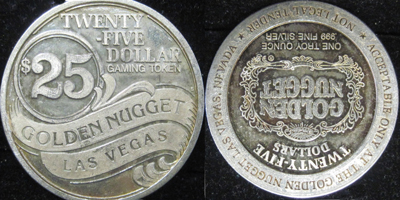 TWENTY
-FIVE
DOLLAR
GAMING TOKEN
$25
GOLDEN NUGGET
LAS VEGAS
ACCEPTABLE ONLY AT THE GOLDEN NUGGET LAS VEGAS, NEVADA • NOT LEGAL TENDER •
TWENTY-FIVE
DOLLARS
GOLDEN
NUGGET
®
ONE TROY OUNCE
.999 FINE SILVER